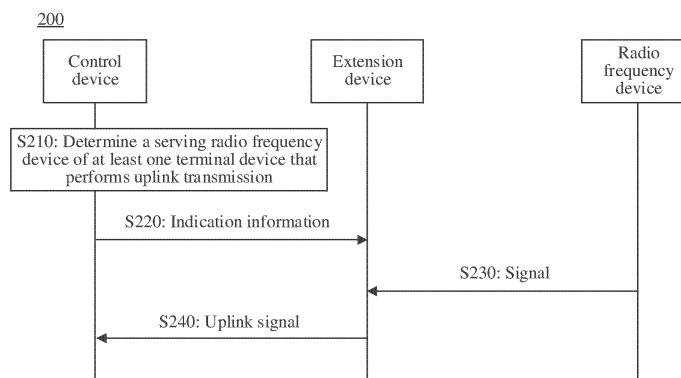 200
Control
device
Extension
device
Radio
frequency
device
S210: Determine a serving radio frequency
device of at least one terminal device that
performs uplink transmission
S220: Indication information
S230: Signal
S240: Uplink signal